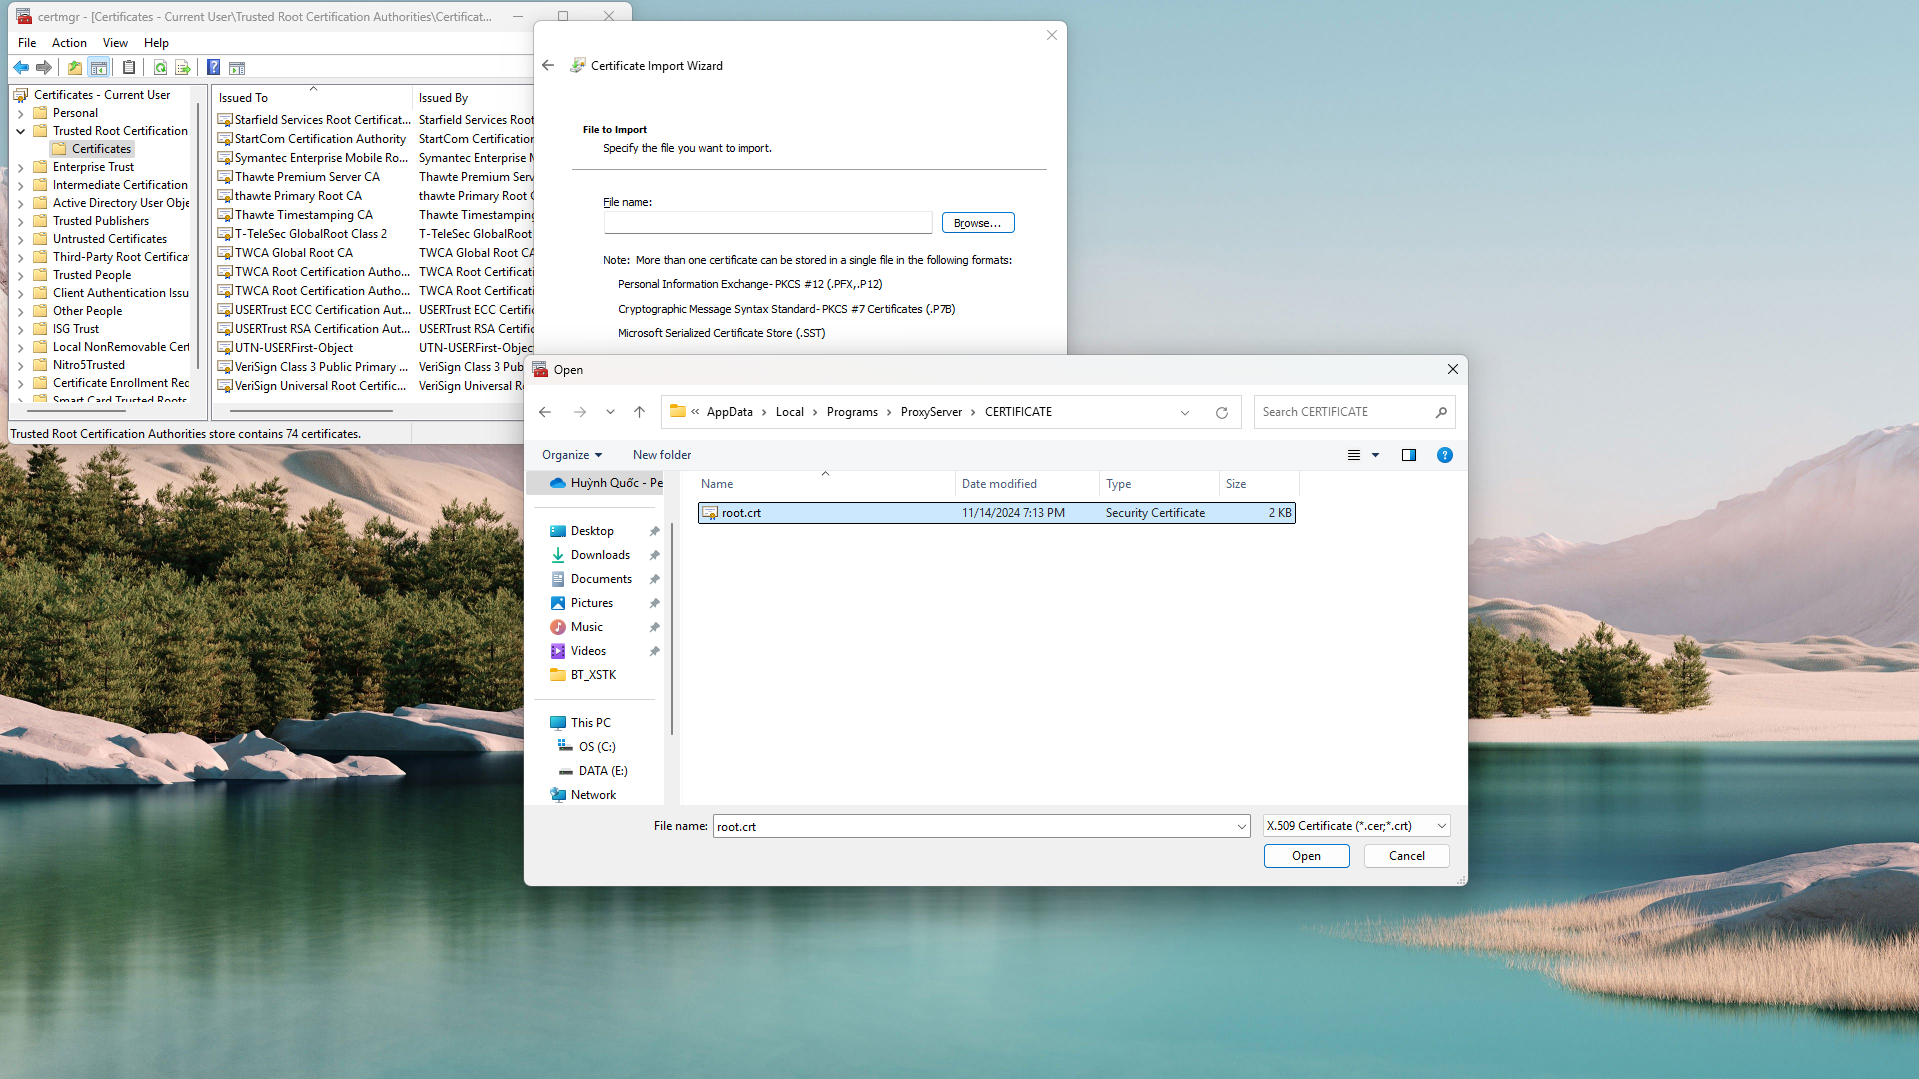 certmgr - [Certificates - Current User\Trusted Root Certification Authorities\Certificat...
File Action View Help
Certificates - Current User
Personal
Trusted Root Certification
Certificates
Enterprise Trust
Intermediate Certification
Active Directory User Obje
Trusted Publishers
Untrusted Certificates
Third-Party Root Certifica
Trusted People
Client Authentication Issu
Other People
ISG Trust
Local NonRemovable Cert
Nitro5Trusted
Certificate Enrollment Req
Smart Card Trusted Roots
Issued To Issued By
Starfield Services Root Certificat... Starfield Services Root
StartCom Certification Authority StartCom Certification
Symantec Enterprise Mobile Ro... Symantec Enterprise M
Thawte Premium Server CA Thawte Premium Serv
thawte Primary Root CA thawte Primary Root C
Thawte Timestamping CA Thawte Timestamping
T-TeleSec GlobalRoot Class 2 T-TeleSec GlobalRoot
TWCA Global Root CA TWCA Global Root CA
TWCA Root Certification Autho... TWCA Root Certification
TWCA Root Certification Autho... TWCA Root Certification
USERTrust ECC Certification Aut... USERTrust ECC Certifi
USERTrust RSA Certification Aut... USERTrust RSA Certific
UTN-USERFirst-Object UTN-USERFirst-Object
VeriSign Class 3 Public Primary ... VeriSign Class 3 Pub
VeriSign Universal Root Certific... VeriSign Universal R
Trusted Root Certification Authorities store contains 74 certificates.
Certificate Import Wizard
File to Import
Specify the file you want to import.
File name:
Browse...
Note: More than one certificate can be stored in a single file in the following formats:
Personal Information Exchange- PKCS #12 (.PFX,.P12)
Cryptographic Message Syntax Standard- PKCS #7 Certificates (.P7B)
Microsoft Serialized Certificate Store (.SST)
Open
« AppData › Local › Programs › ProxyServer › CERTIFICATE
Search CERTIFICATE
Organize New folder
Huỳnh Quốc - Pe
Desktop
Downloads
Documents
Pictures
Music
Videos
BT_XSTK
This PC
OS (C:)
DATA (E:)
Network
Name Date modified Type Size
root.crt 11/14/2024 7:13 PM Security Certificate 2 KB
File name: root.crt X.509 Certificate (*.cer;*.crt)
Open Cancel